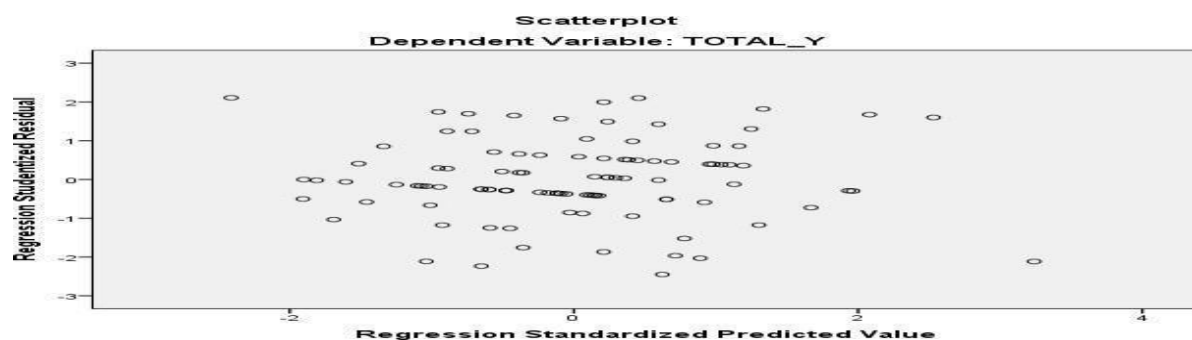 Scatterplot
Dependent Variable: TOTAL_Y
Regression Studentized Residual
3
2
1
0
-1
-2
-3
-2 0 2 4
Regression Standardized Predicted Value